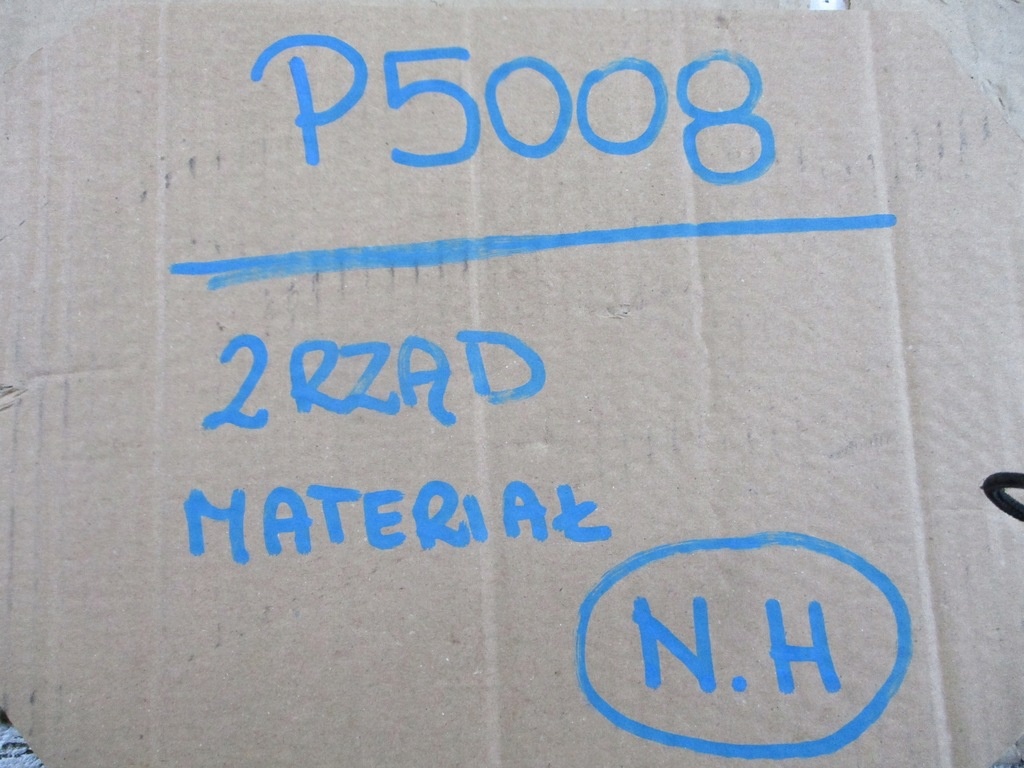 P5008
2 RZĄD
MATERIAŁ
N.H